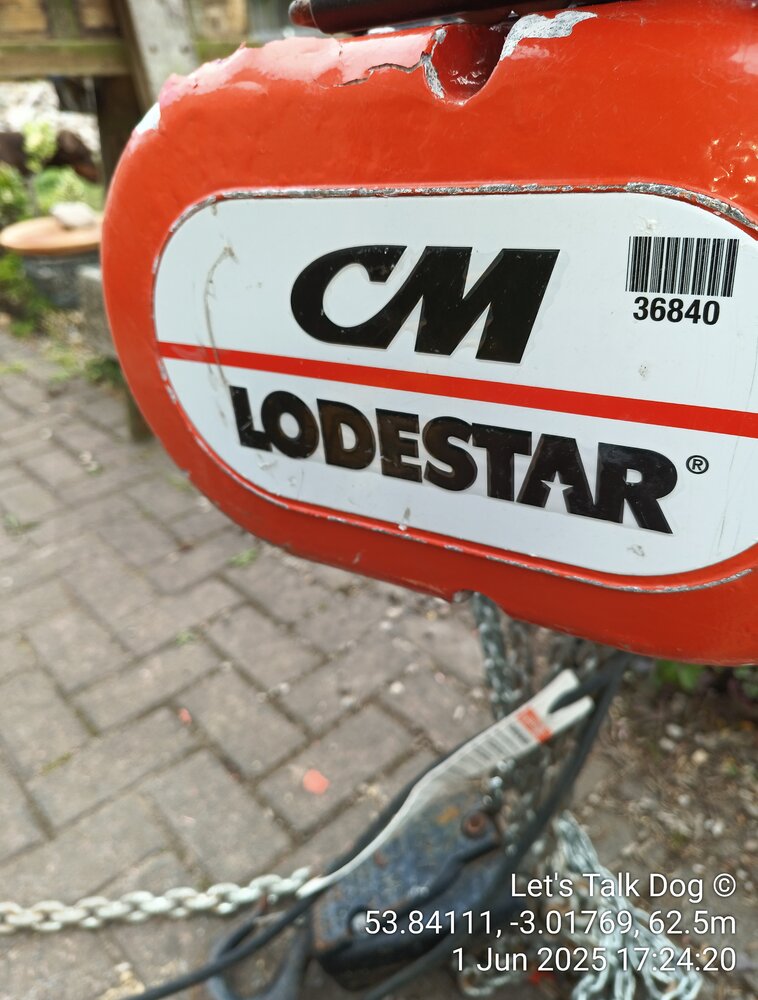 CM
36840
LODESTAR®
Let's Talk Dog ©
53.84111, -3.01769, 62.5m
1 Jun 2025 17:24:20